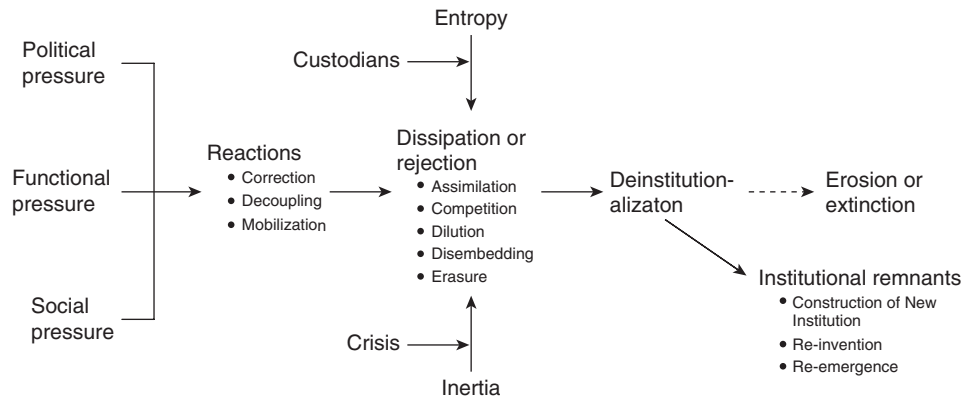 Entropy
Political
pressure
Custodians
Dissipation or
rejection
Reactions
• Correction
• Decoupling
• Mobilization
• Assimilation
• Competition
• Dilution
• Disembedding
• Erasure
Functional
pressure
Deinstitution-
alizaton
Erosion or
extinction
Institutional remnants
• Construction of New
Institution
• Re-invention
• Re-emergence
Social
pressure
Crisis
Inertia